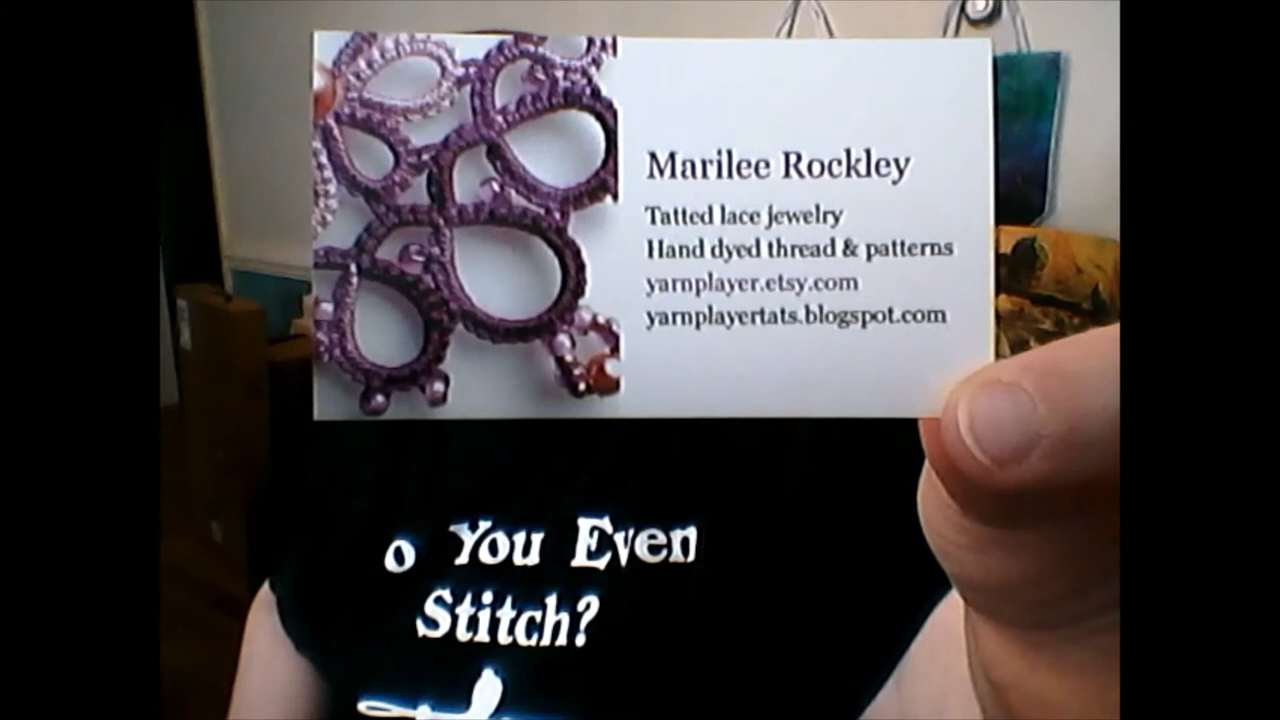 Marilee Rockley
Tatted lace jewelry
Hand dyed thread & patterns
yarnplayer.etsy.com
yarnplayertats.blogspot.com
o You Even
Stitch?